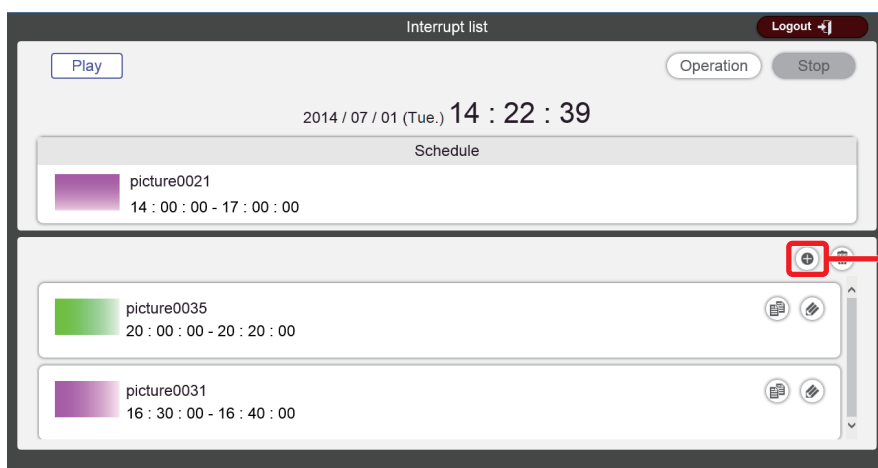 Interrupt list
Logout
Play
Operation
Stop
2014 / 07 / 01 (Tue.) 14 : 22 : 39
Schedule
picture0021
14 : 00 : 00 - 17 : 00 : 00
picture0035
20 : 00 : 00 - 20 : 20 : 00
picture0031
16 : 30 : 00 - 16 : 40 : 00